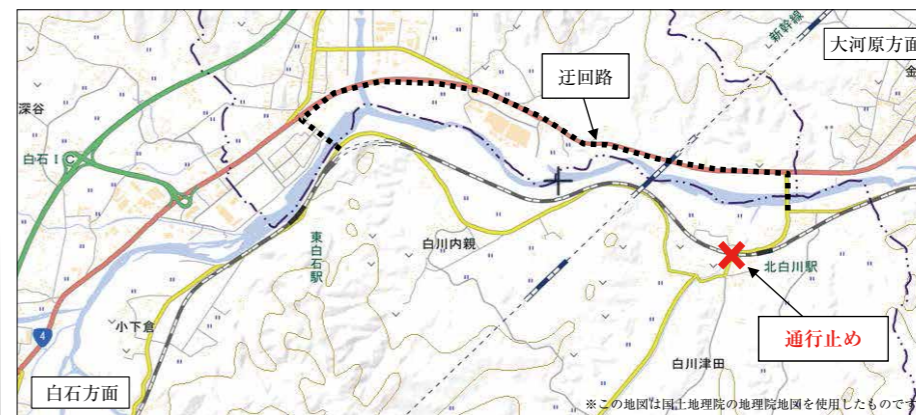 新幹線
大河原方面
金
迂回路
深谷
白石I
東白石駅
白川内親
北白川駅
小下倉
4
通行止め
白川津田
白石方面
※この地図は国土地理院の地理院地図を使用したものです